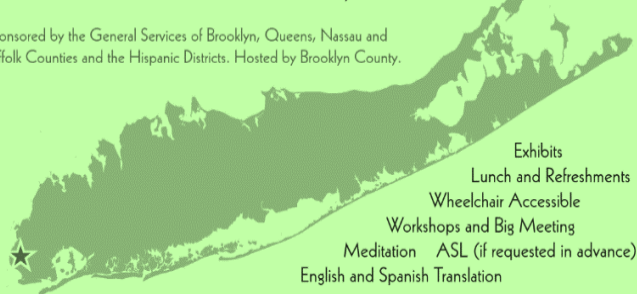 onsored by the General Services of Brooklyn, Queens, Nassau and
ffolk Counties and the Hispanic Districts. Hosted by Brooklyn County.
Exhibits
Lunch and Refreshments
Wheelchair Accessible
Workshops and Big Meeting
Meditation ASL (if requested in advance)
English and Spanish Translation